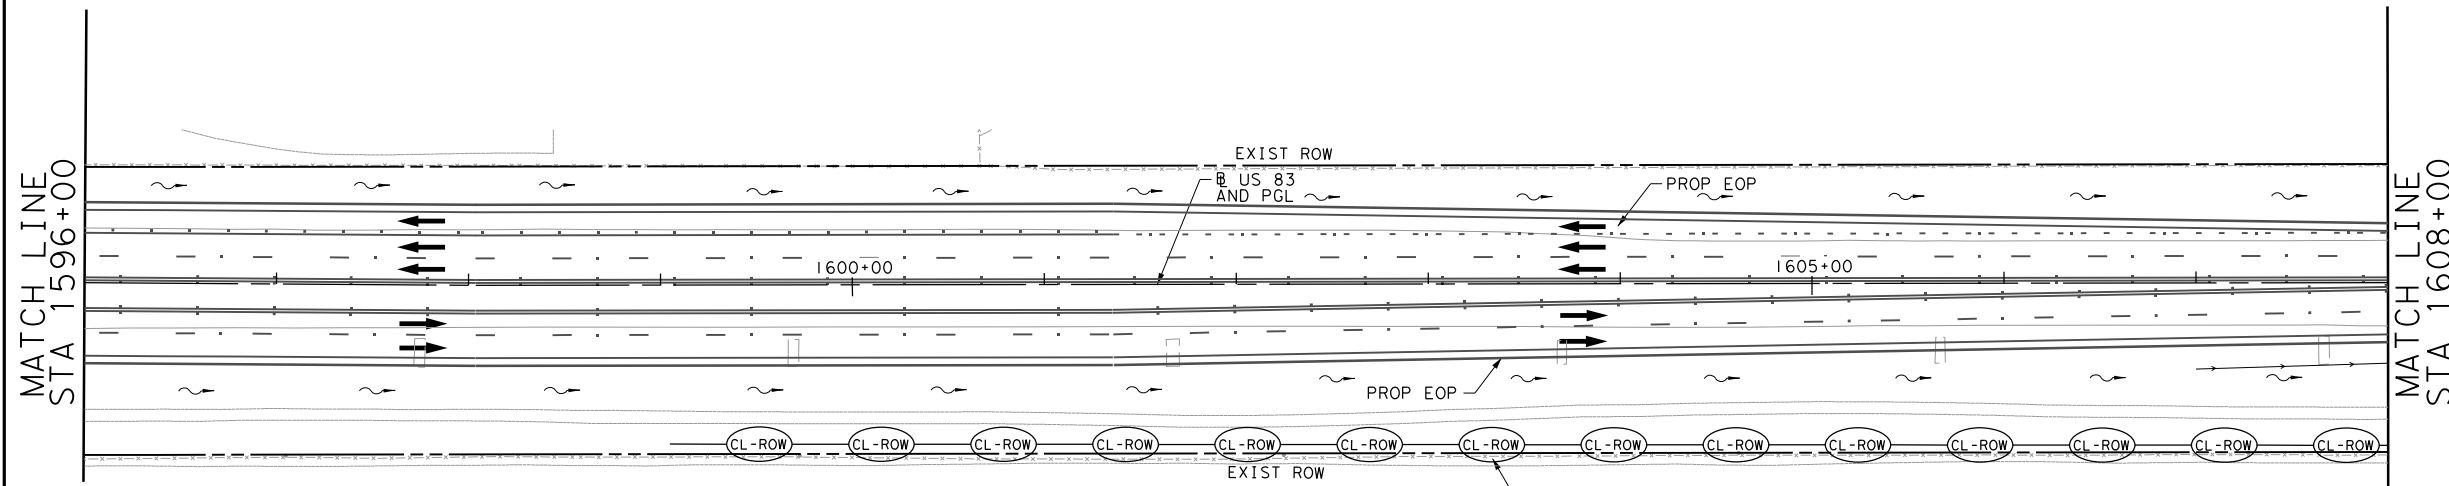 MATCH LINE
STA 1596+00
EXIST ROW
BL US 83
AND PGL
PROP EOP
1600+00
1605+00
PROP EOP
CL-ROW CL-ROW CL-ROW CL-ROW CL-ROW CL-ROW CL-ROW CL-ROW CL-ROW CL-ROW CL-ROW CL-ROW CL-ROW CL-ROW
EXIST ROW
MATCH LINE
STA 1608+00